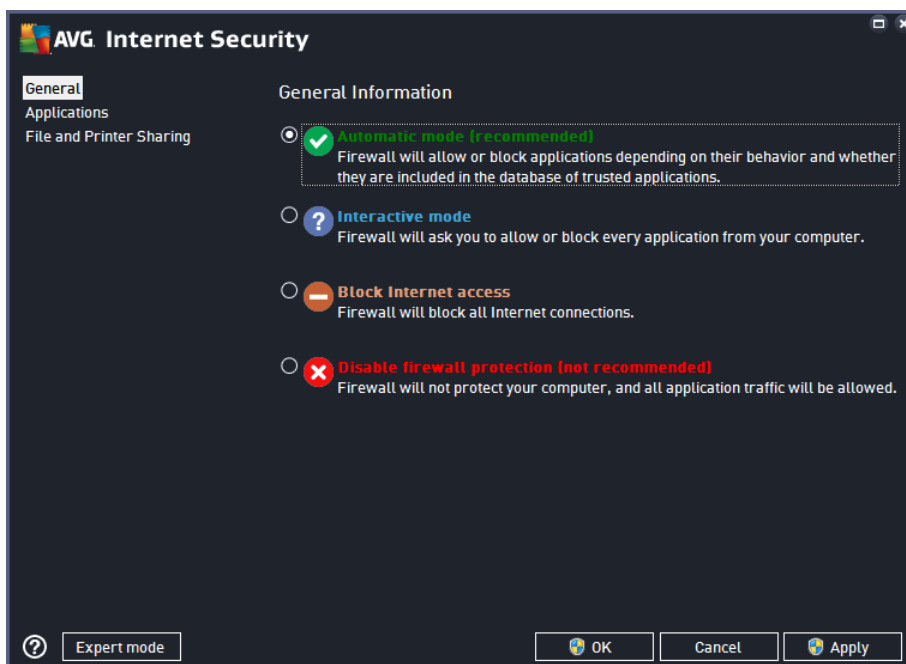 AVG. Internet Security
General
Applications
File and Printer Sharing
General Information
Automatic mode (recommended)
Firewall will allow or block applications depending on their behavior and whether
they are included in the database of trusted applications.
Interactive mode
Firewall will ask you to allow or block every application from your computer.
Block Internet access
Firewall will block all Internet connections.
Disable firewall protection (not recommended)
Firewall will not protect your computer, and all application traffic will be allowed.
Expert mode
OK
Cancel
Apply